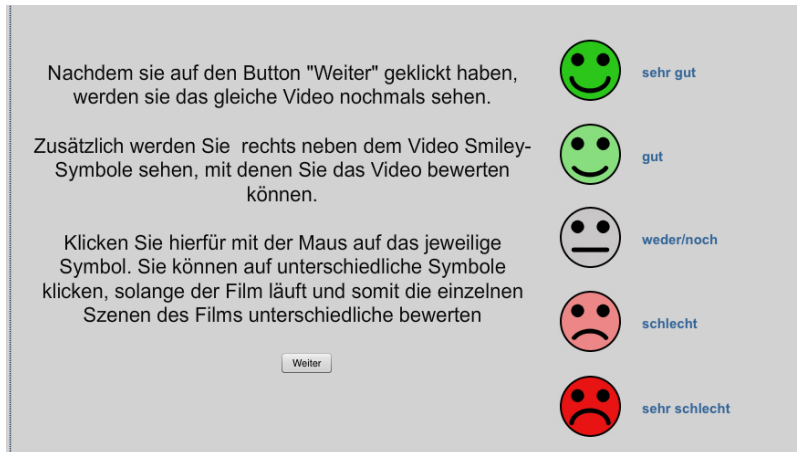 Nachdem sie auf den Button "Weiter" geklickt haben,
werden sie das gleiche Video nochmals sehen.
Zusätzlich werden Sie rechts neben dem Video Smiley-
Symbole sehen, mit denen Sie das Video bewerten
können.
Klicken Sie hierfür mit der Maus auf das jeweilige
Symbol. Sie können auf unterschiedliche Symbole
klicken, solange der Film läuft und somit die einzelnen
Szenen des Films unterschiedliche bewerten
Weiter
sehr gut
gut
weder/noch
schlecht
sehr schlecht